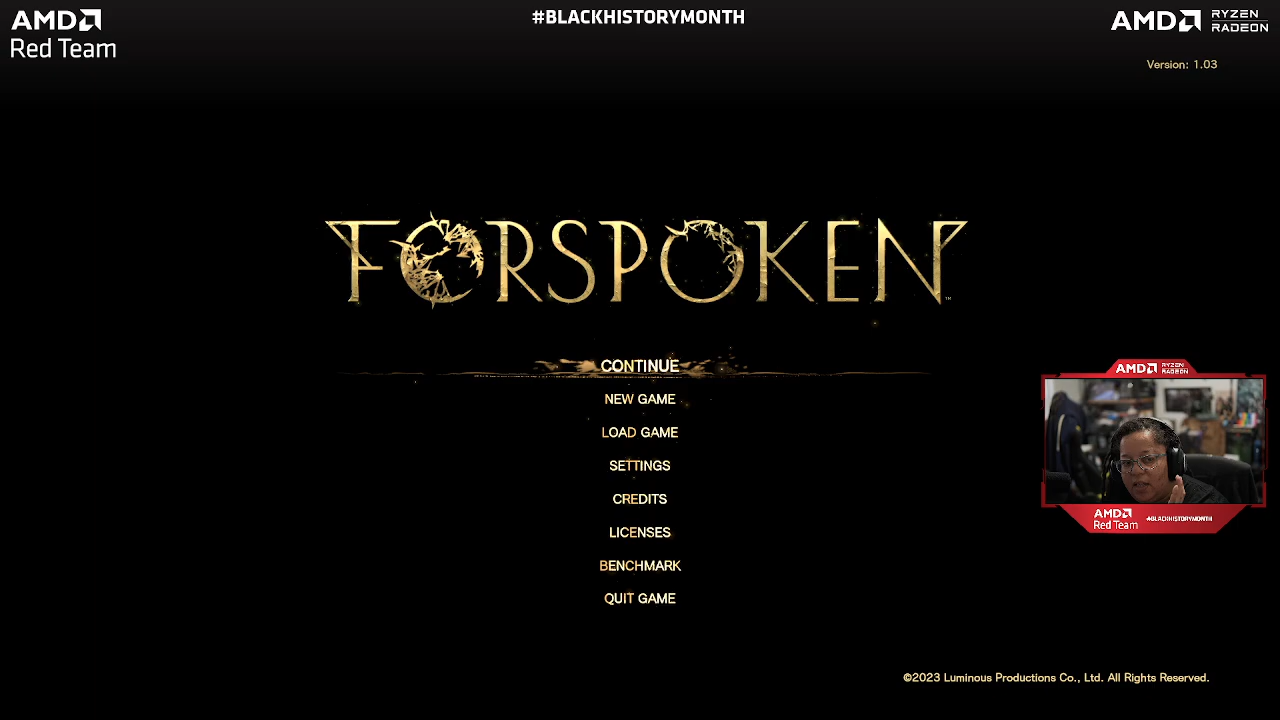 AMD
Red Team
#BLACKHISTORYMONTH
AMD RYZEN
RADEON
Version: 1.03
FORSPOKEN™
CONTINUE
NEW GAME
LOAD GAME
SETTINGS
CREDITS
LICENSES
BENCHMARK
QUIT GAME
AMD RYZEN
RADEON
AMD
Red Team
#BLACKHISTORYMONTH
©2023 Luminous Productions Co., Ltd. All Rights Reserved.